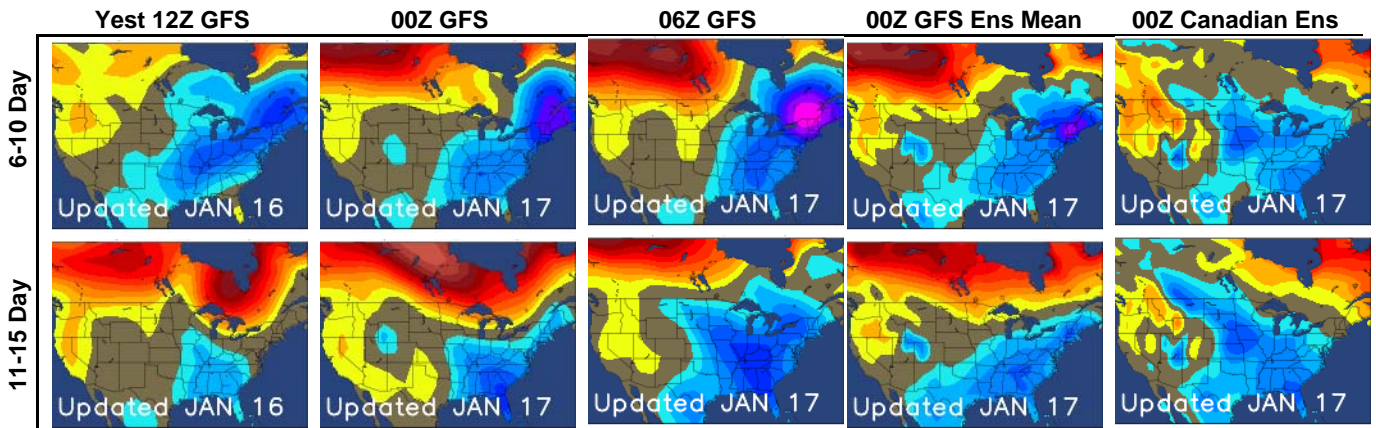 Yest 12Z GFS 00Z GFS 06Z GFS 00Z GFS Ens Mean 00Z Canadian Ens
6-10 Day
Updated JAN 16 Updated JAN 17 Updated JAN 17 Updated JAN 17 Updated JAN 17
11-15 Day
Updated JAN 16 Updated JAN 17 Updated JAN 17 Updated JAN 17 Updated JAN 17